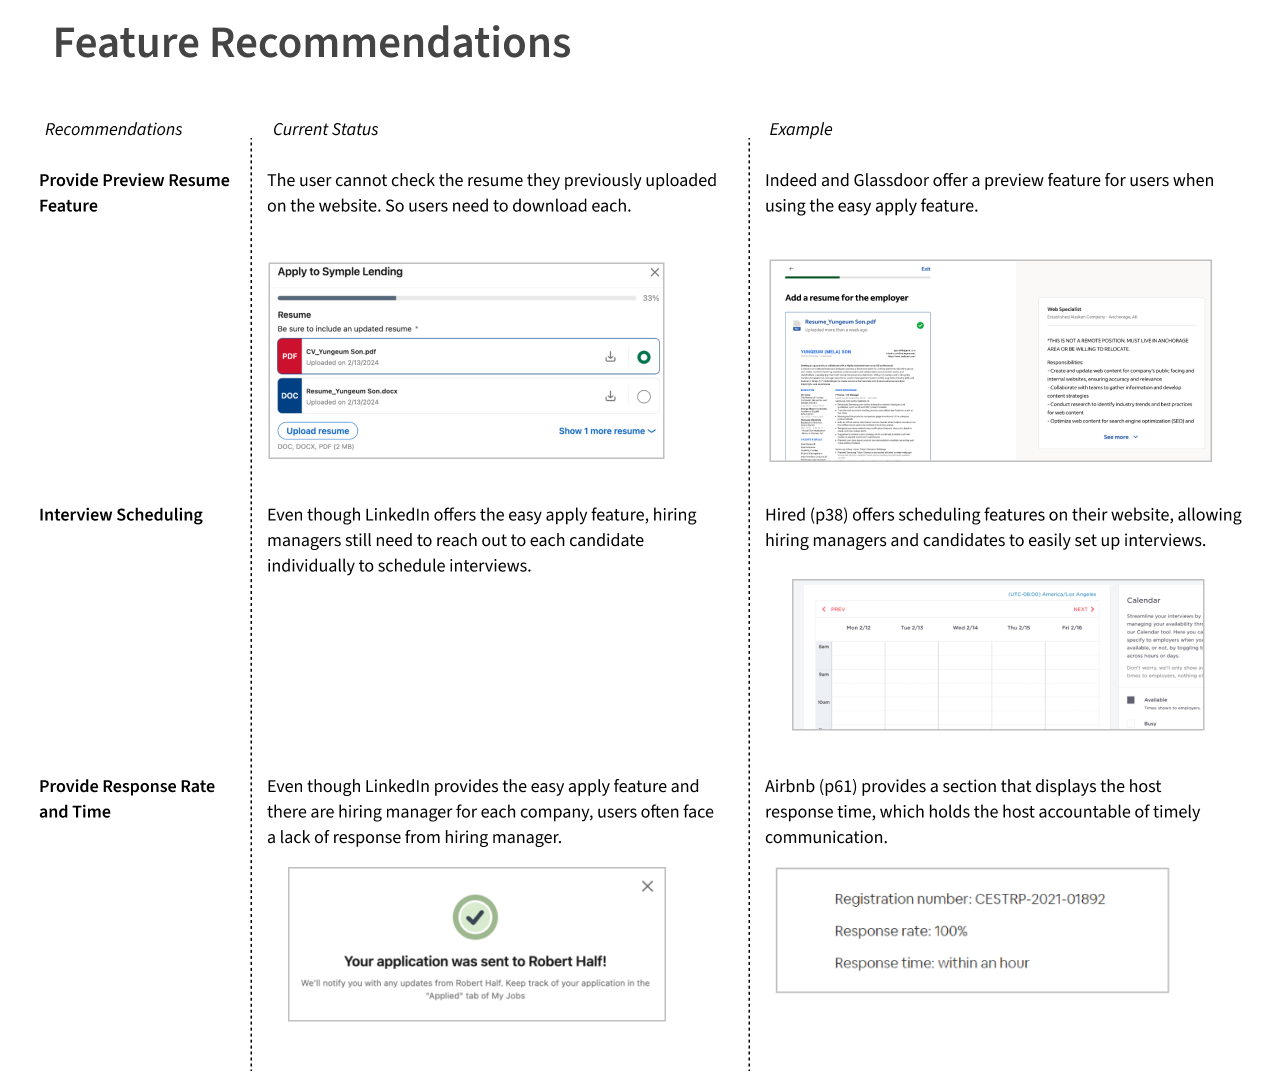 Feature Recommendations
Recommendations
Current Status
Example
Provide Preview Resume
Feature
The user cannot check the resume they previously uploaded
on the website. So users need to download each.
Indeed and Glassdoor offer a preview feature for users when
using the easy apply feature.
Apply to Symple Lending
33%
Resume
Be sure to include an updated resume *
PDF
CV_Yungeum Son.pdf
Uploaded on 2/13/2024
DOC
Resume_Yungeum Son.docx
Uploaded on 2/13/2024
Upload resume
Show 1 more resume
DOC, DOCX, PDF (2 MB)
Exit
Add a resume for the employer
Resume_Yungeum Son.pdf
Uploaded more than a week ago
YUNGEUM (MELA) SON
Web Specialist
Established Alaskan Company - Anchorage, AK
*THIS IS NOT A REMOTE POSITION. MUST LIVE IN ANCHORAGE
AREA OR BE WILLING TO RELOCATE.
Responsibilities:
- Create and update web content for company's public facing and
internal websites, ensuring accuracy and relevance
- Collaborate with teams to gather information and develop
content strategies
- Conduct research to identify industry trends and best practices
for web content
- Optimize web content for search engine optimization (SEO) and
See more
Interview Scheduling
Even though LinkedIn offers the easy apply feature, hiring
managers still need to reach out to each candidate
individually to schedule interviews.
Hired (p38) offers scheduling features on their website, allowing
hiring managers and candidates to easily set up interviews.
(UTC-08:00) America/Los Angeles
PREV
NEXT
Mon 2/12
Tue 2/13
Wed 2/14
Thu 2/15
Fri 2/16
8am
9am
10am
Calendar
Streamline your interviews by
managing your availability thro
our Calendar tool. Here you ca
specify to employers when you
available, or not, by toggling t
across hours or days.
Don't worry, we'll only show av
times to employers, nothing el
Available
Times shown to employers.
Busy
Provide Response Rate
and Time
Even though LinkedIn provides the easy apply feature and
there are hiring manager for each company, users often face
a lack of response from hiring manager.
Airbnb (p61) provides a section that displays the host
response time, which holds the host accountable of timely
communication.
Your application was sent to Robert Half!
We'll notify you with any updates from Robert Half. Keep track of your application in the
"Applied" tab of My Jobs
Registration number: CESTRP-2021-01892
Response rate: 100%
Response time: within an hour